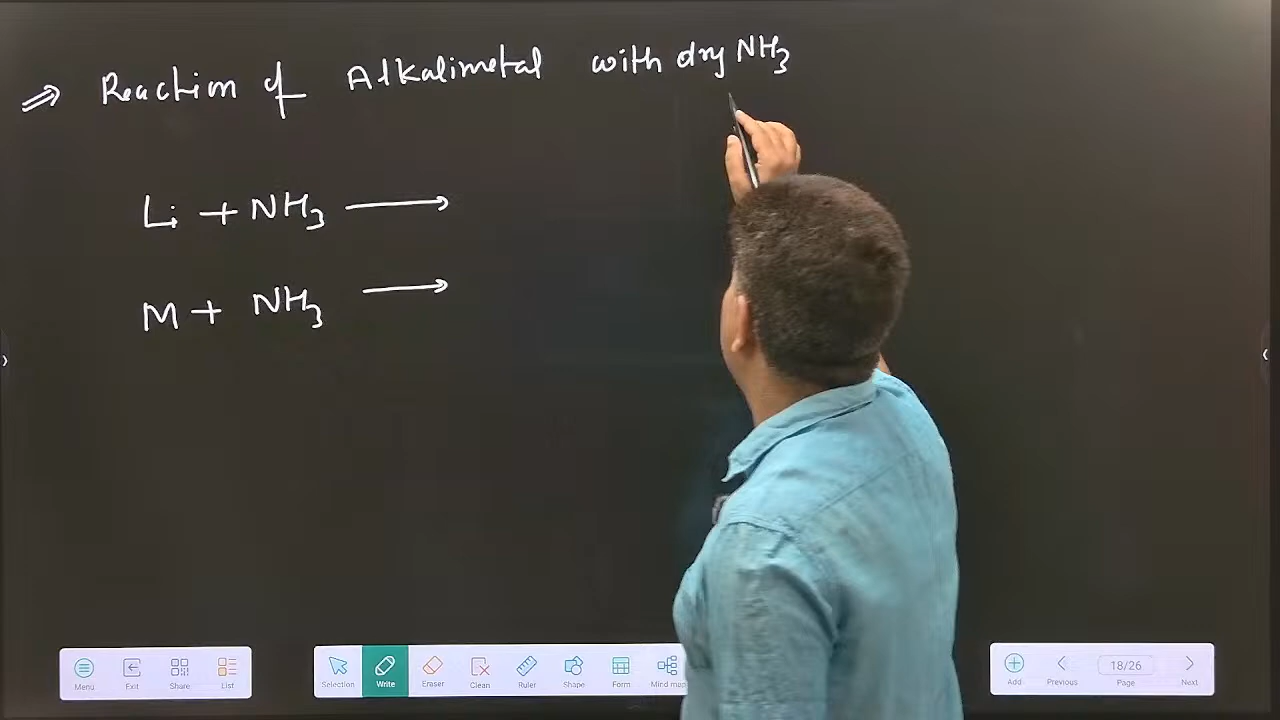 ⇒ Reaction of Alkalimetal with dry NH3
Li + NH3 ⟶
M + NH3 ⟶
Menu Exit Share List
Selection Write Eraser Clean Ruler Shape Form Mind map
Add Previous 18/26 Page Next